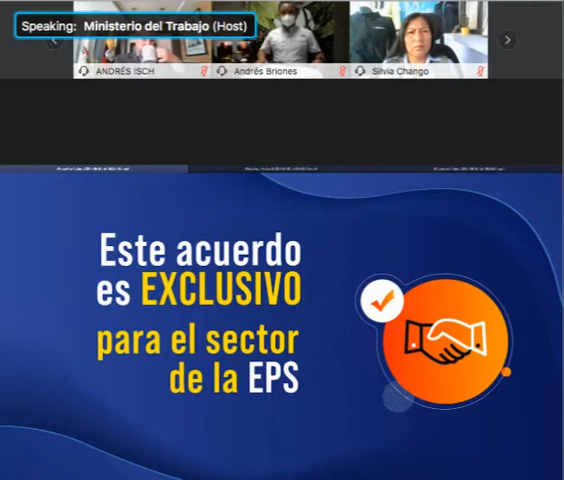 Speaking: Ministerio del Trabajo (Host)
ANDRÉS ISCH
Andrés Briones
Silvia Chango
Este acuerdo
es EXCLUSIVO
para el sector
de la EPS